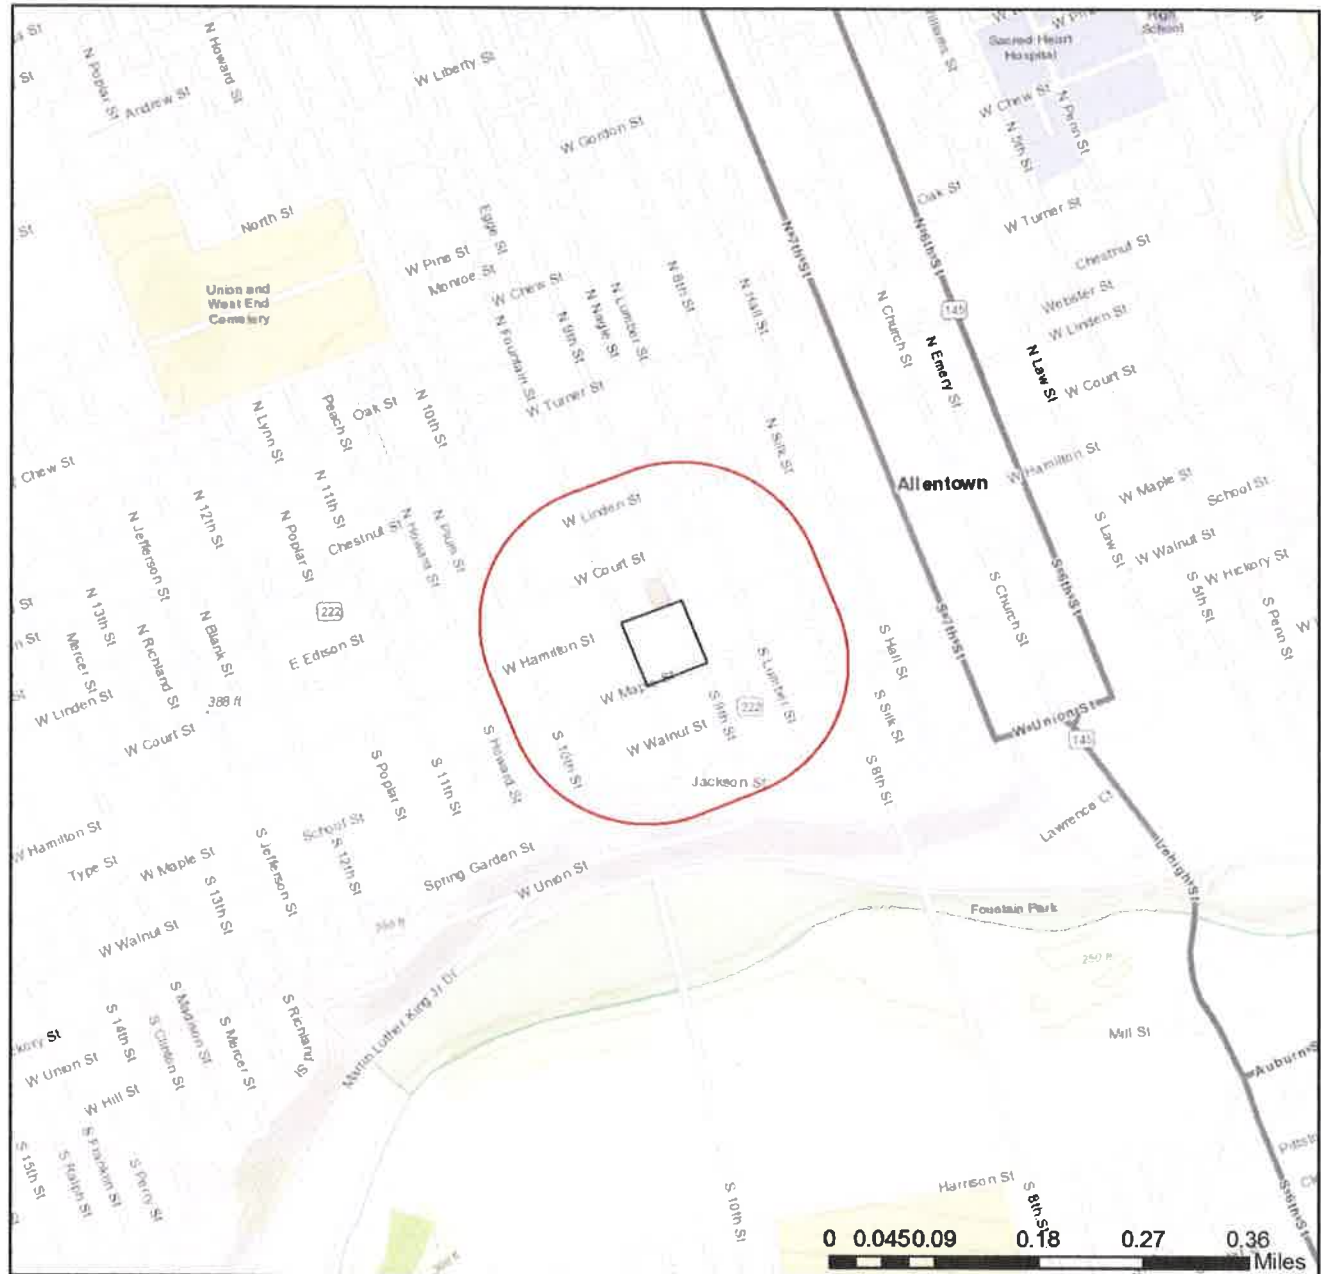 N Poplar St
Andrew St
N Howard St
W Liberty St
W Gordon St
Sacred Heart
Hospital
High
School
W Chew St
N Penn St
N 5th St
Oak St
W Turner St
Chestnut St
Webster St
W Linden St
W Court St
N Law St
North St
Union and
West End
Cemetery
W Pine St
Monroe St
Egge St
W Chew St
N Fountain St
N 9th St
N Nagle St
N Lumber St
N 8th St
N Hall St
N 7th St
N 6th St
145
N Church St
N Emery St
W Turner St
N Lynn St
Peach St
Oak St
N 10th St
N Silk St
Allentown
W Hamilton St
W Maple St
School St
S Law St
W Walnut St
W Hickory St
S 5th St
S Penn St
Chew St
N Jefferson St
N 12th St
N Poplar St
N 11th St
Chestnut St
N Howard St
N Plum St
W Linden St
W Court St
222
N 13th St
Mercer St
N Richland St
N Blank St
E Edison St
388 ft
W Linden St
W Court St
W Hamilton St
W Map
S 9th St
222
S Lumber St
W Walnut St
Jackson St
S Howard St
S 10th St
S Hall St
S Silk St
S 8th St
S 7th St
S Church St
S 6th St
W Union St
145
Lawrence Ct
Lehigh St
S Poplar St
S 11th St
School St
S 12th St
S Jefferson St
W Hamilton St
Type St
W Maple St
S 13th St
W Walnut St
Spring Garden St
W Union St
Fountain Park
250 ft
Mill St
Auburn S
Martin Luther King Jr Dr
S 14th St
S Madison St
S Clinton St
S Mercer St
S Richland St
kory St
W Union St
W Hill St
S 15th St
S Ralph St
S Franklin St
S Perry St
S 10th St
Harrison St
S 8th St
S 6th St
0 0.045 0.09 0.18 0.27 0.36
Miles